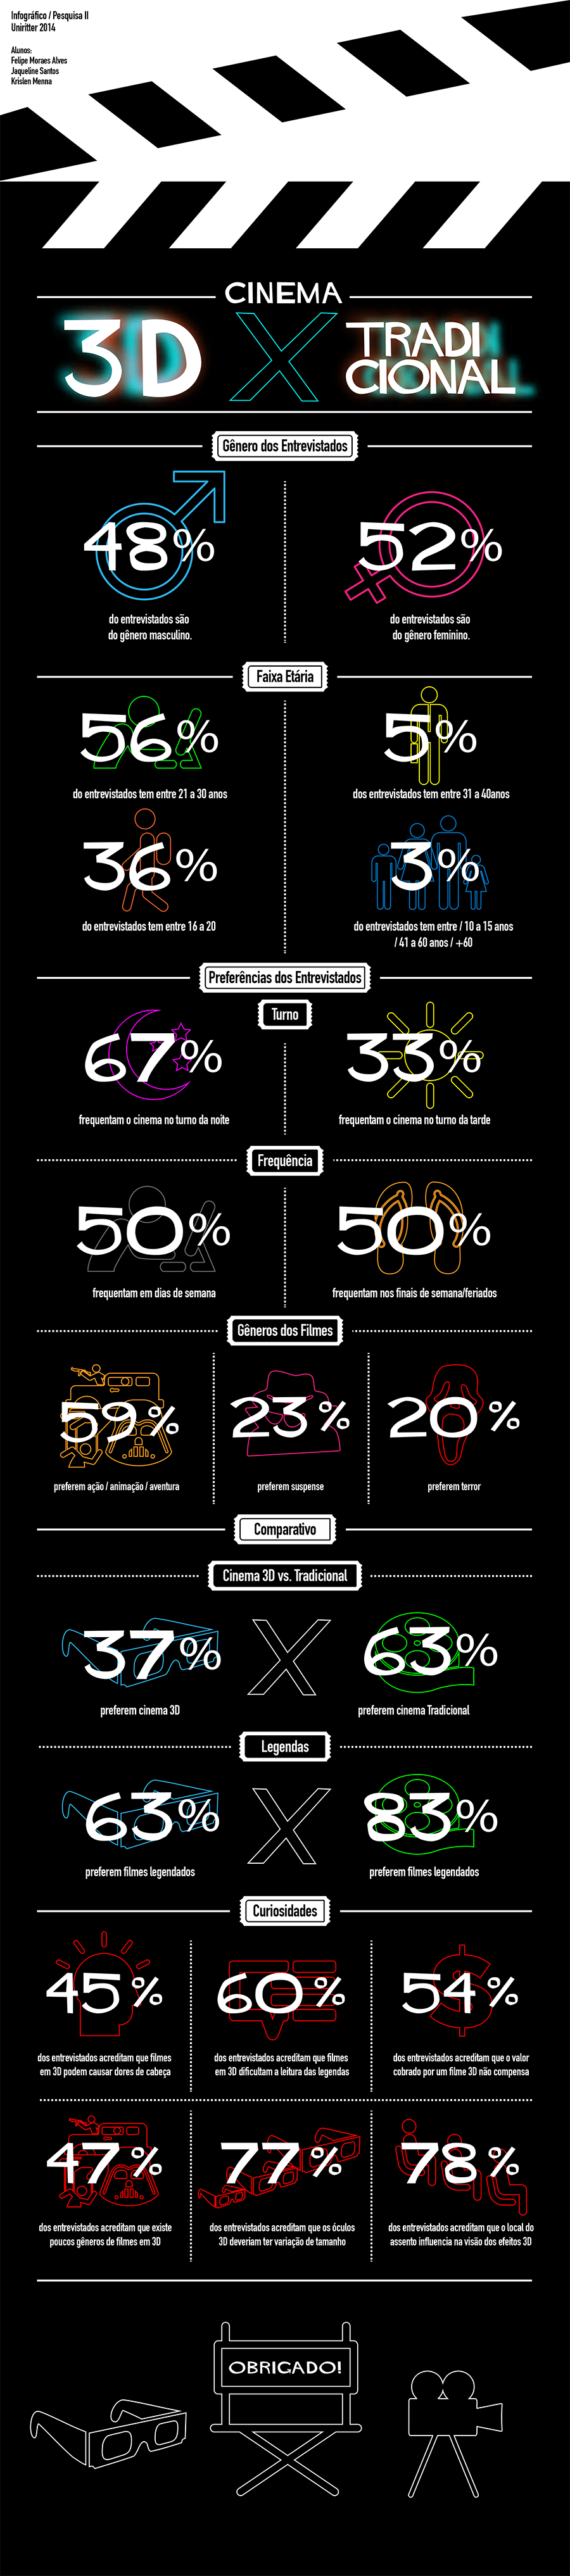 Infográfico / Pesquisa II
Uniritter 2014
Alunos:
Felipe Moraes Alves
Jaqueline Santos
Krislen Menna
CINEMA
3D X TRADI
CIONAL
Gênero dos Entrevistados
48%
do entrevistados são
do gênero masculino.
52%
do entrevistados são
do gênero feminino.
Faixa Etária
56%
do entrevistados tem entre 21 a 30 anos
5%
dos entrevistados tem entre 31 a 40anos
36%
do entrevistados tem entre 16 a 20
3%
do entrevistados tem entre / 10 a 15 anos
/ 41 a 60 anos / +60
Preferências dos Entrevistados
Turno
67%
frequentam o cinema no turno da noite
33%
frequentam o cinema no turno da tarde
Frequência
50%
frequentam em dias de semana
50%
frequentam nos finais de semana/feriados
Gêneros dos Filmes
59%
preferem ação / animação / aventura
23%
preferem suspense
20%
preferem terror
Comparativo
Cinema 3D vs. Tradicional
37%
preferem cinema 3D
X
63%
preferem cinema Tradicional
Legendas
63%
preferem filmes legendados
X
83%
preferem filmes legendados
Curiosidades
45%
dos entrevistados acreditam que filmes
em 3D podem causar dores de cabeça
60%
dos entrevistados acreditam que filmes
em 3D dificultam a leitura das legendas
54%
dos entrevistados acreditam que o valor
cobrado por um filme 3D não compensa
47%
dos entrevistados acreditam que existe
poucos gêneros de filmes em 3D
77%
dos entrevistados acreditam que os óculos
3D deveriam ter variação de tamanho
78%
dos entrevistados acreditam que o local do
assento influencia na visão dos efeitos 3D
OBRIGADO!